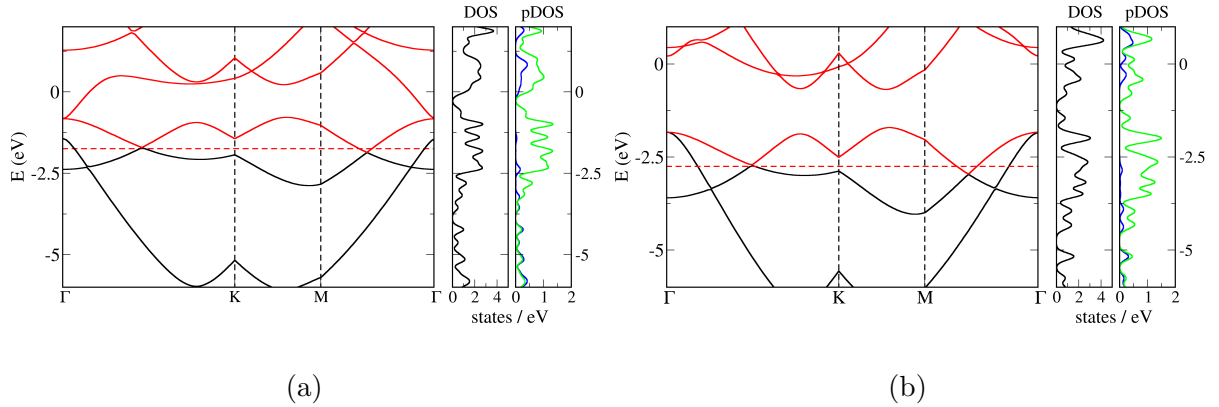 DOS pDOS
0
-2.5
-5
E (eV)
Γ K M Γ
0
-2.5
-5
0 2 4 0 1 2
states / eV
(a)
DOS pDOS
0
-2.5
-5
E (eV)
Γ K M Γ
0
-2.5
-5
0 2 4 0 1 2
states / eV
(b)